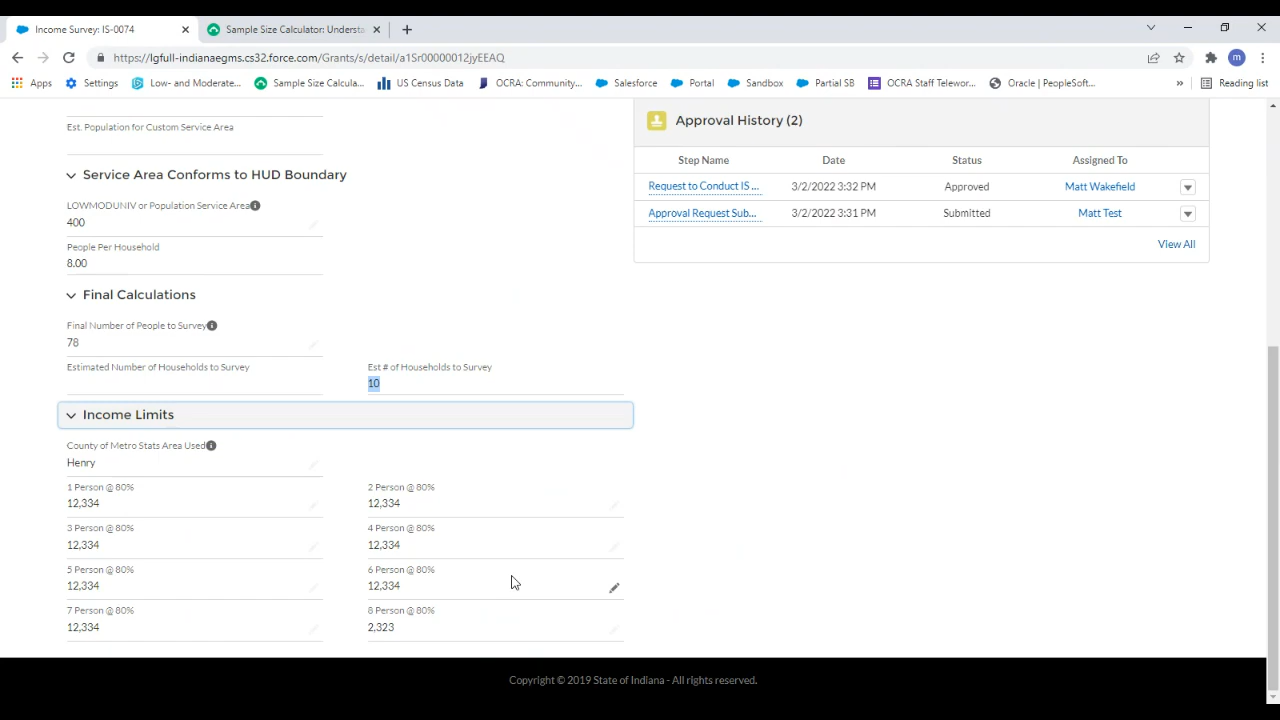 Income Survey: IS-0074
Sample Size Calculator: Understa
https://lgfull-indianaegms.cs32.force.com/Grants/s/detail/a1Sr00000012jyEEAQ
m
Apps Settings Low- and Moderate... Sample Size Calcula... US Census Data OCRA: Community... Salesforce Portal Sandbox Partial SB OCRA Staff Telewor... Oracle | PeopleSoft... » Reading list
Est. Population for Custom Service Area
Service Area Conforms to HUD Boundary
LOWMODUNIV or Population Service Area
400
People Per Household
8.00
Final Calculations
Final Number of People to Survey
78
Estimated Number of Households to Survey
Est # of Households to Survey
10
Income Limits
County of Metro Stats Area Used
Henry
1 Person @ 80% 2 Person @ 80%
12,334 12,334
3 Person @ 80% 4 Person @ 80%
12,334 12,334
5 Person @ 80% 6 Person @ 80%
12,334 12,334
7 Person @ 80% 8 Person @ 80%
12,334 2,323
Approval History (2)
Step Name Date Status Assigned To
Request to Conduct IS ... 3/2/2022 3:32 PM Approved Matt Wakefield
Approval Request Sub... 3/2/2022 3:31 PM Submitted Matt Test
View All
Copyright © 2019 State of Indiana - All rights reserved.